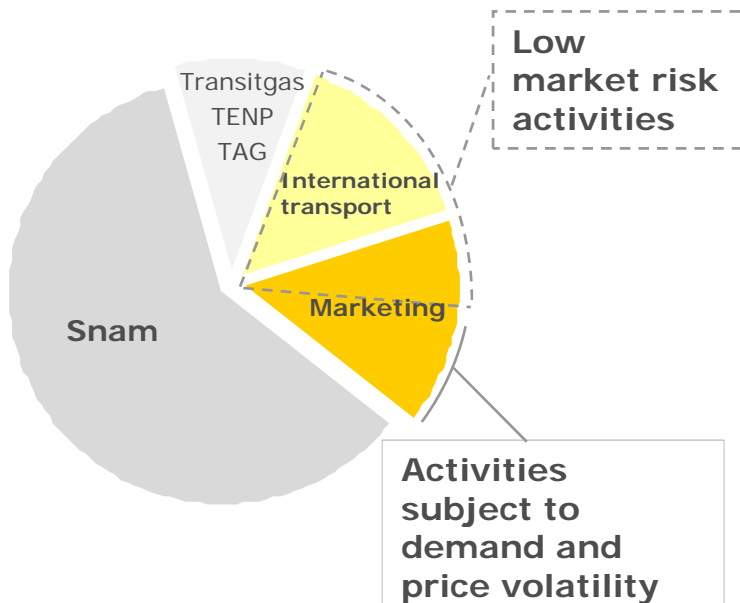 Low
market risk
activities
Transitgas
TENP
TAG
International
transport
Marketing
Snam
Activities
subject to
demand and
price volatility